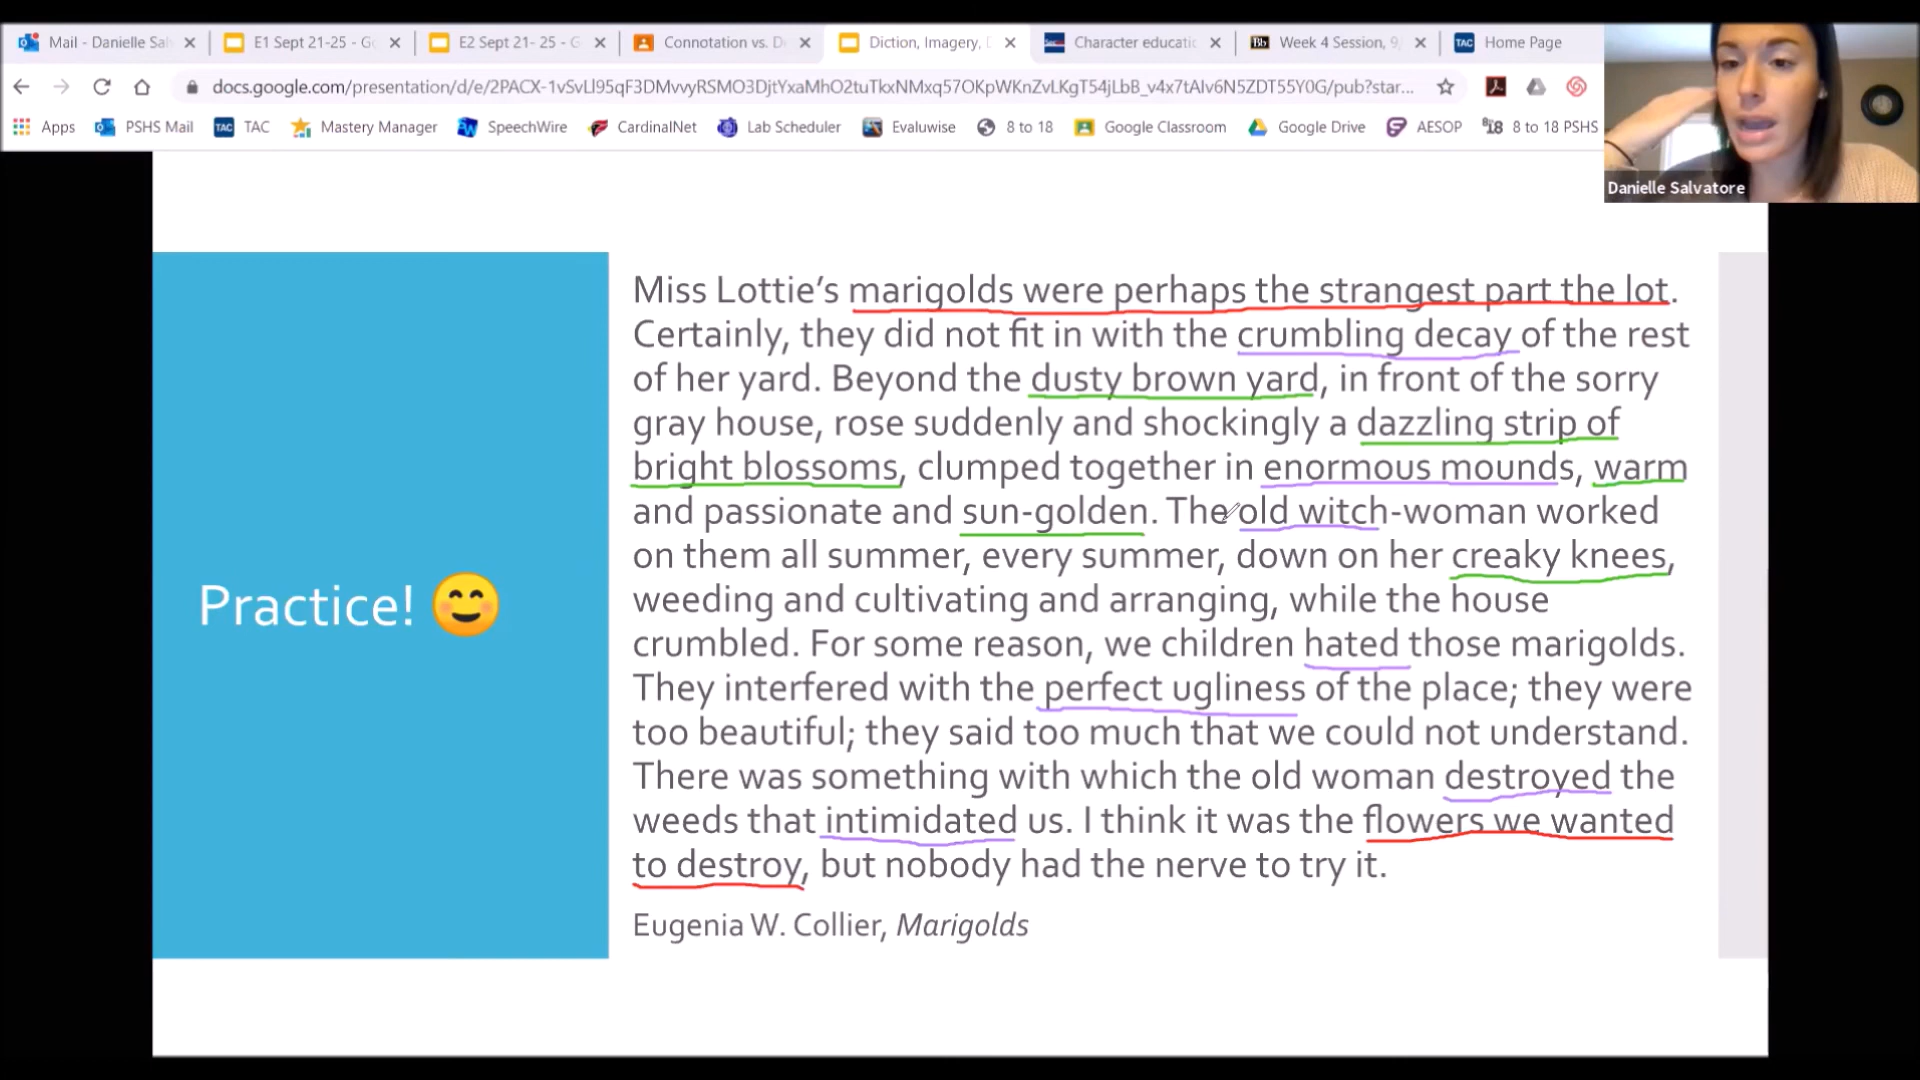 Mail - Danielle Sal
E1 Sept 21-25 - G
E2 Sept 21- 25 - G
Connotation vs. D
Diction, Imagery,
Character educatio
Week 4 Session, 9
Home Page
docs.google.com/presentation/d/e/2PACX-1vSvLl95qF3DMvvyRSMO3DjtYxaMhO2tuTkxNMxq57OKpWKnZvLKgT54jLbB_v4x7tAIv6N5ZDT55Y0G/pub?star...
Apps PSHS Mail TAC Mastery Manager SpeechWire CardinalNet Lab Scheduler Evaluwise 8 to 18 Google Classroom Google Drive AESOP 8 to 18 PSHS
Danielle Salvatore
Practice! 😊
Miss Lottie’s marigolds were perhaps the strangest part the lot.
Certainly, they did not fit in with the crumbling decay of the rest
of her yard. Beyond the dusty brown yard, in front of the sorry
gray house, rose suddenly and shockingly a dazzling strip of
bright blossoms, clumped together in enormous mounds, warm
and passionate and sun-golden. The old witch-woman worked
on them all summer, every summer, down on her creaky knees,
weeding and cultivating and arranging, while the house
crumbled. For some reason, we children hated those marigolds.
They interfered with the perfect ugliness of the place; they were
too beautiful; they said too much that we could not understand.
There was something with which the old woman destroyed the
weeds that intimidated us. I think it was the flowers we wanted
to destroy, but nobody had the nerve to try it.
Eugenia W. Collier, Marigolds